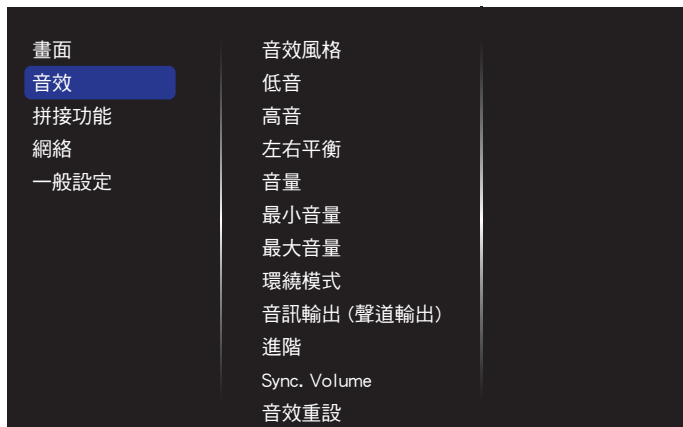 畫面
音效
拼接功能
網絡
一般設定
音效風格
低音
高音
左右平衡
音量
最小音量
最大音量
環繞模式
音訊輸出 (聲道輸出)
進階
Sync. Volume
音效重設